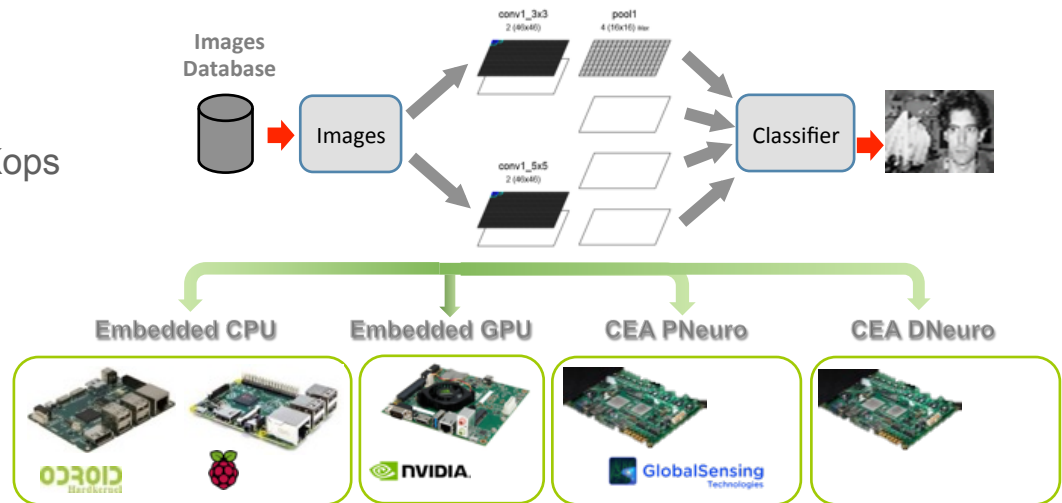 conv1_3x3
2 (46x46)
pool1
4 (16x16) Max
Images
Database
Images
Classifier
conv1_5x5
2 (46x46)
Embedded CPU
Embedded GPU
CEA PNeuro
CEA DNeuro
ODROID
Hardkernel
NVIDIA.
GlobalSensing
Technologies